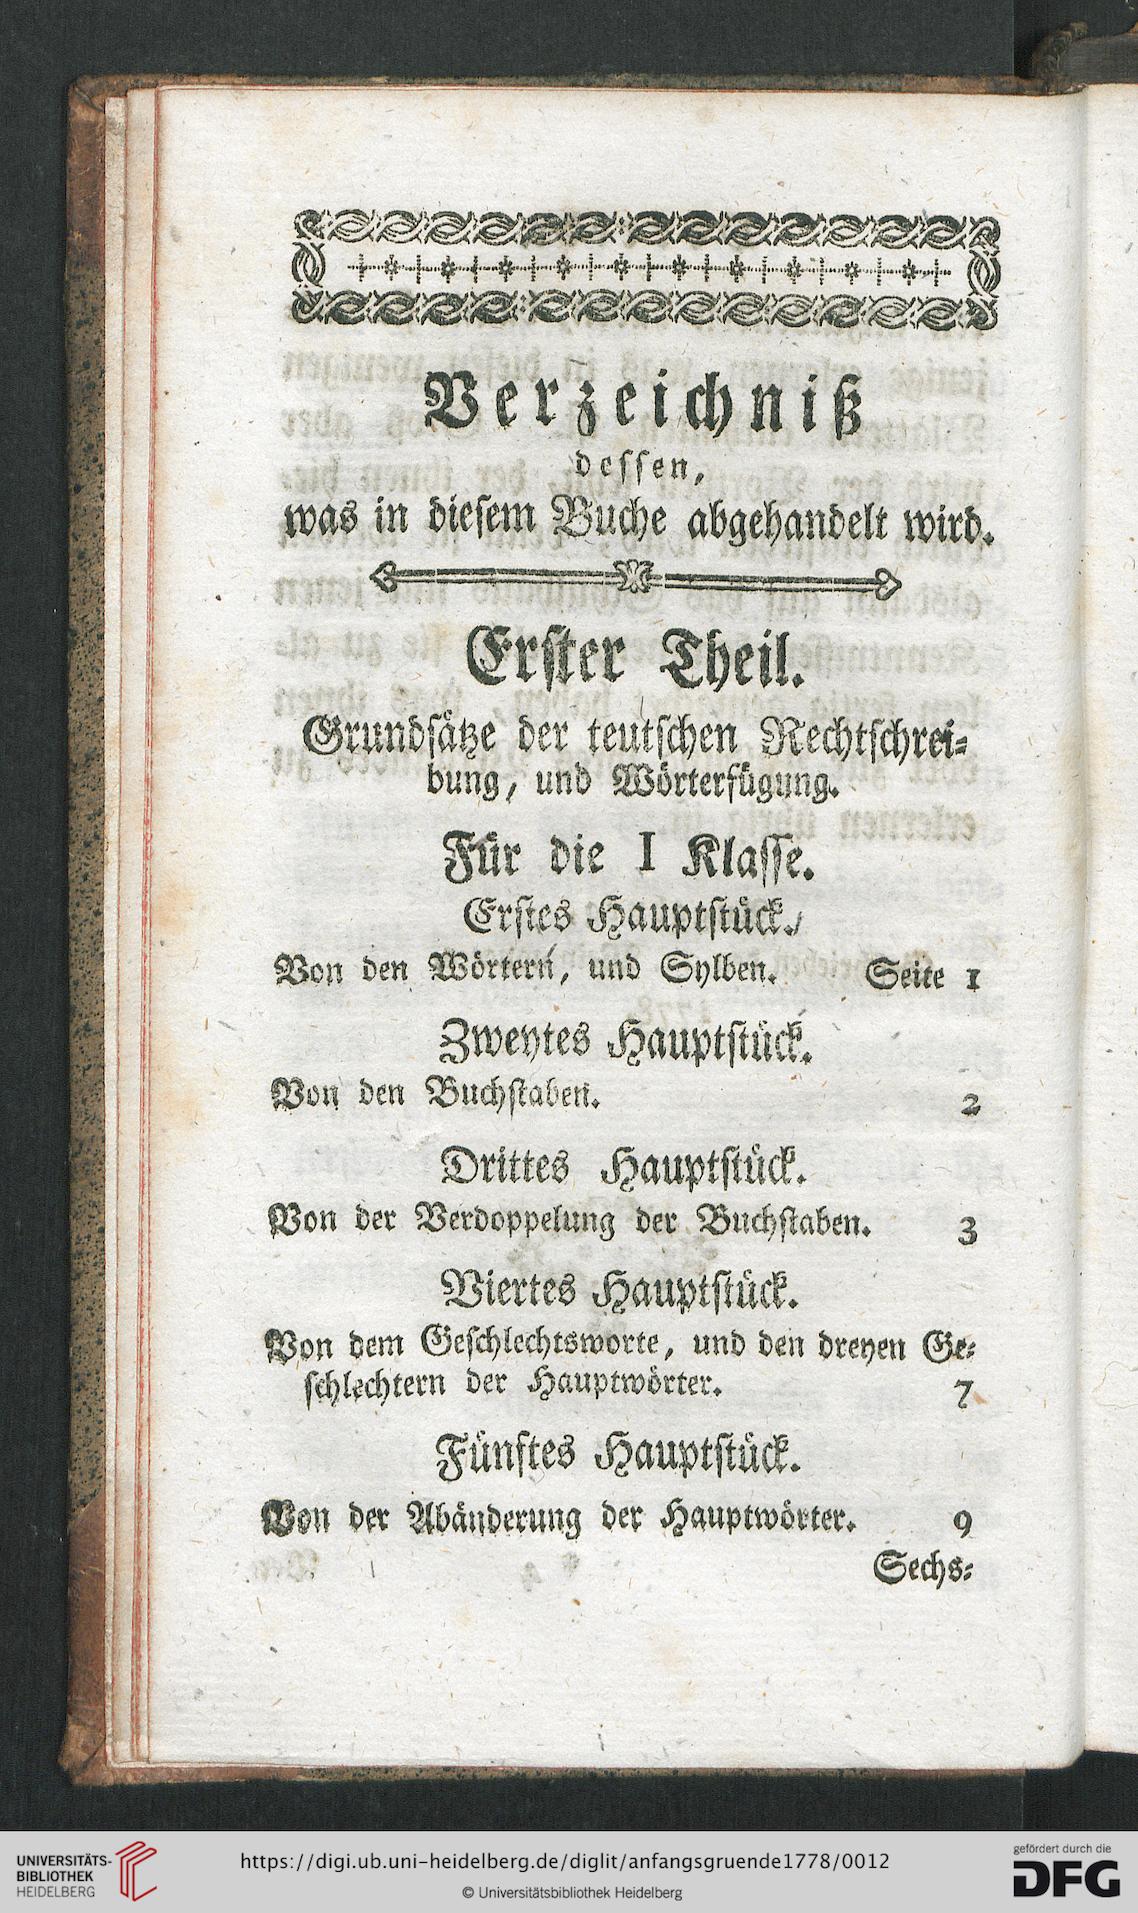 Verzeichniß
dessen,
was in diesem Buche abgehandelt wird.
Erster Theil.
Grundsätze der teutschen Rechtschrei⸗
bung, und Wörterfügung.
Für die I Klasse.
Erstes Hauptstück.
Von den Wörtern, und Sylben. Seite 1
Zweytes Hauptstück.
Von den Buchstaben. 2
Drittes Hauptstück.
Von der Verdoppelung der Buchstaben. 3
Viertes Hauptstück.
Von dem Geschlechtsworte, und den dreyen Ge⸗
schlechtern der Hauptwörter. 7
Fünftes Hauptstück.
Von der Abänderung der Hauptwörter. 9
Sechs⸗
UNIVERSITÄTS-
BIBLIOTHEK
HEIDELBERG
https://digi.ub.uni-heidelberg.de/diglit/anfangsgruende1778/0012
© Universitätsbibliothek Heidelberg
gefördert durch die
DFG